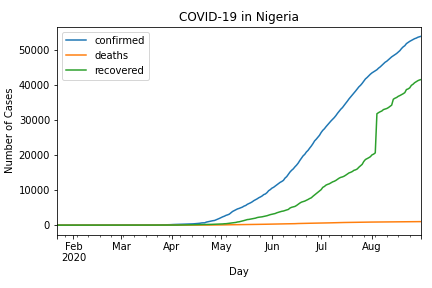 COVID-19 in Nigeria
confirmed
deaths
recovered
Number of Cases
50000
40000
30000
20000
10000
0
Feb Mar Apr May Jun Jul Aug
2020
Day